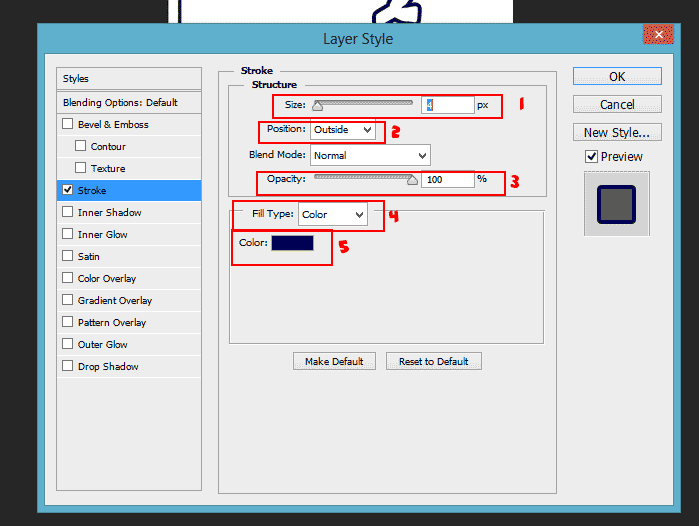 Layer Style
Styles
Blending Options: Default
Bevel & Emboss
Contour
Texture
Stroke
Inner Shadow
Inner Glow
Satin
Color Overlay
Gradient Overlay
Pattern Overlay
Outer Glow
Drop Shadow
Stroke
Structure
Size: 4 px 1
Position: Outside 2
Blend Mode: Normal
Opacity: 100 % 3
Fill Type: Color 4
Color: 5
Make Default Reset to Default
OK
Cancel
New Style...
Preview